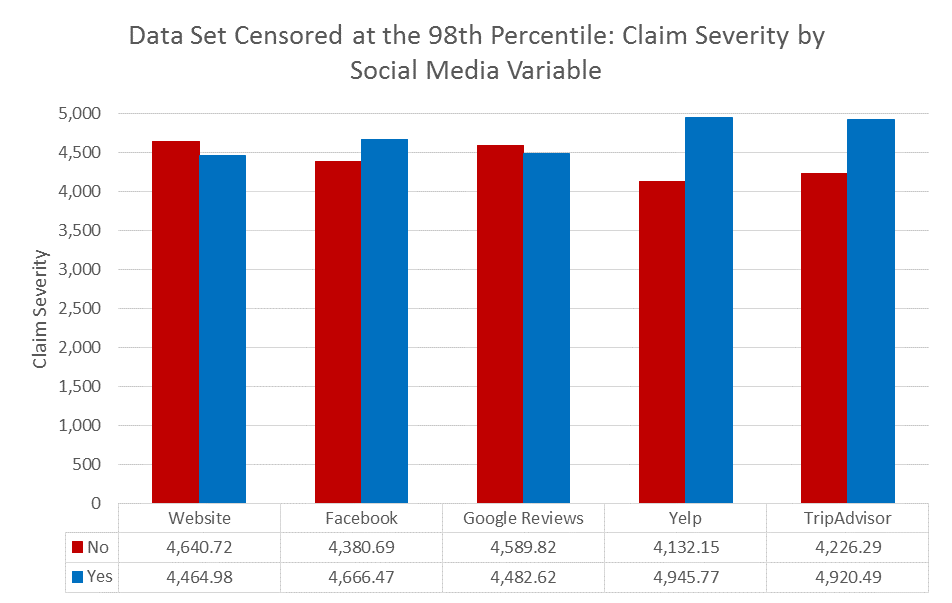 Data Set Censored at the 98th Percentile: Claim Severity by
Social Media Variable
Claim Severity
5,000
4,500
4,000
3,500
3,000
2,500
2,000
1,500
1,000
500
0
Website Facebook Google Reviews Yelp TripAdvisor
No 4,640.72 4,380.69 4,589.82 4,132.15 4,226.29
Yes 4,464.98 4,666.47 4,482.62 4,945.77 4,920.49